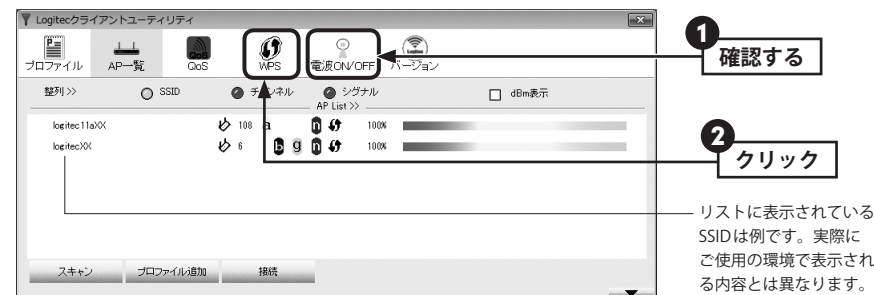 Logitecクライアントユーティリティ
プロファイル AP一覧 QoS WPS 電波ON/OFF バージョン
整列>> SSID チャンネル シグナル dBm表示
AP List >>
logitec11aXX 108 a n 100%
logitecXX 6 b g n 100%
スキャン プロファイル追加 接続
1
確認する
2
クリック
リストに表示されている
SSIDは例です。実際に
ご使用の環境で表示され
る内容とは異なります。